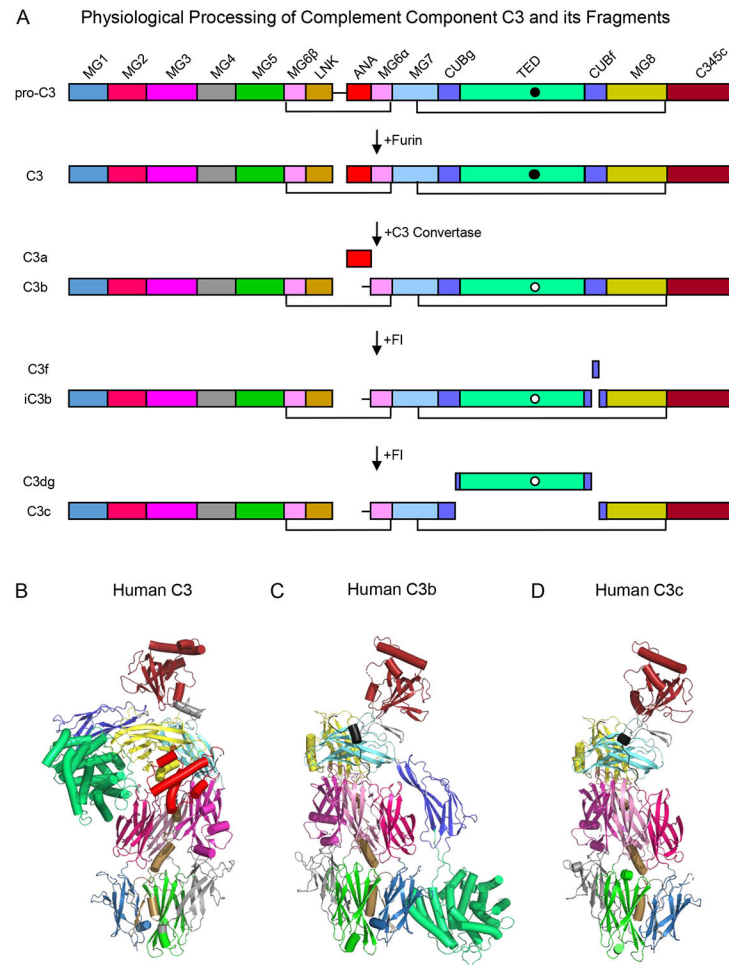 A Physiological Processing of Complement Component C3 and its Fragments
MG1 MG2 MG3 MG4 MG5 MG6β LNK ANA MG6α MG7 CUBg TED CUBf MG8 C345c
pro-C3
+Furin
C3
+C3 Convertase
C3a
C3b
+FI
C3f
iC3b
+FI
C3dg
C3c
B Human C3 C Human C3b D Human C3c